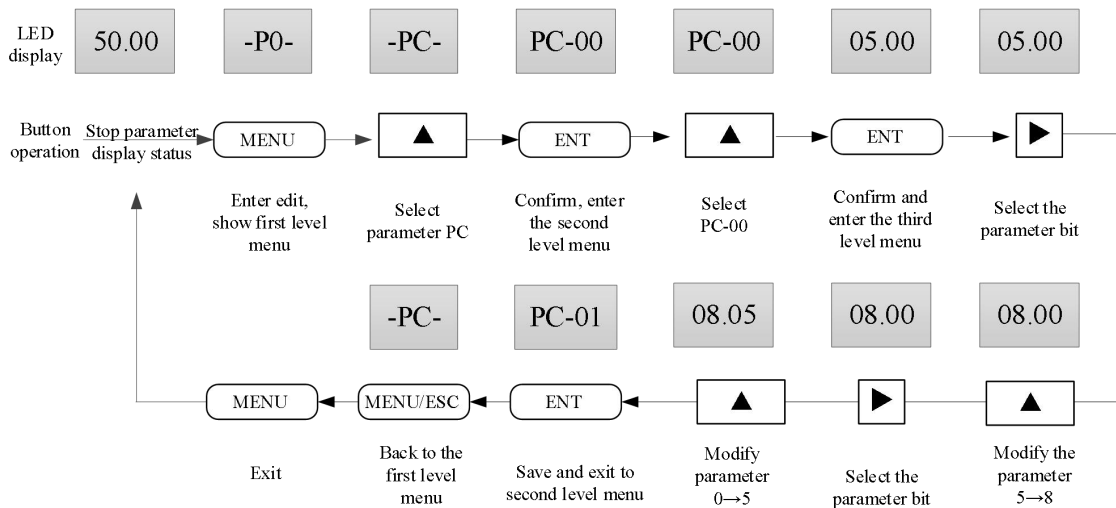 LED
display
50.00
-P0-
-PC-
PC-00
PC-00
05.00
05.00
Button
operation
Stop parameter
display status
MENU
ENT
ENT
Enter edit,
show first level
menu
Select
parameter PC
Confirm, enter
the second
level menu
Select
PC-00
Confirm and
enter the third
level menu
Select the
parameter bit
-PC-
PC-01
08.05
08.00
08.00
MENU
MENU/ESC
ENT
Exit
Back to the
first level
menu
Save and exit to
second level menu
Modify
parameter
0→5
Select the
parameter bit
Modify the
parameter
5→8